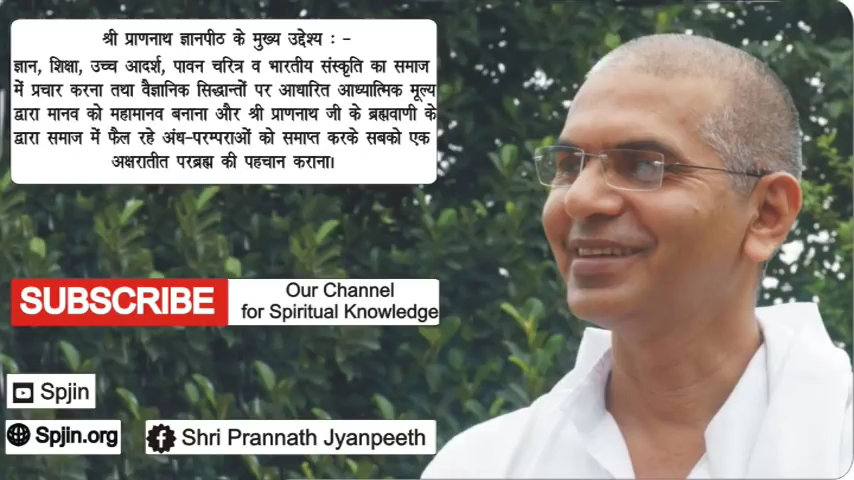 श्री प्राणनाथ ज्ञानपीठ के मुख्य उद्देश्य : -
ज्ञान, शिक्षा, उच्च आदर्श, पावन चरित्र व भारतीय संस्कृति का समाज
में प्रचार करना तथा वैज्ञानिक सिद्धान्तों पर आधारित आध्यात्मिक मूल्य
द्वारा मानव को महामानव बनाना और श्री प्राणनाथ जी के ब्रह्मवाणी के
द्वारा समाज में फैल रहे अंध-परम्पराओं को समाप्त करके सबको एक
अक्षरातीत परब्रह्म की पहचान कराना।
SUBSCRIBE
Our Channel
for Spiritual Knowledge
Spjin
Spjin.org
Shri Prannath Jyanpeeth